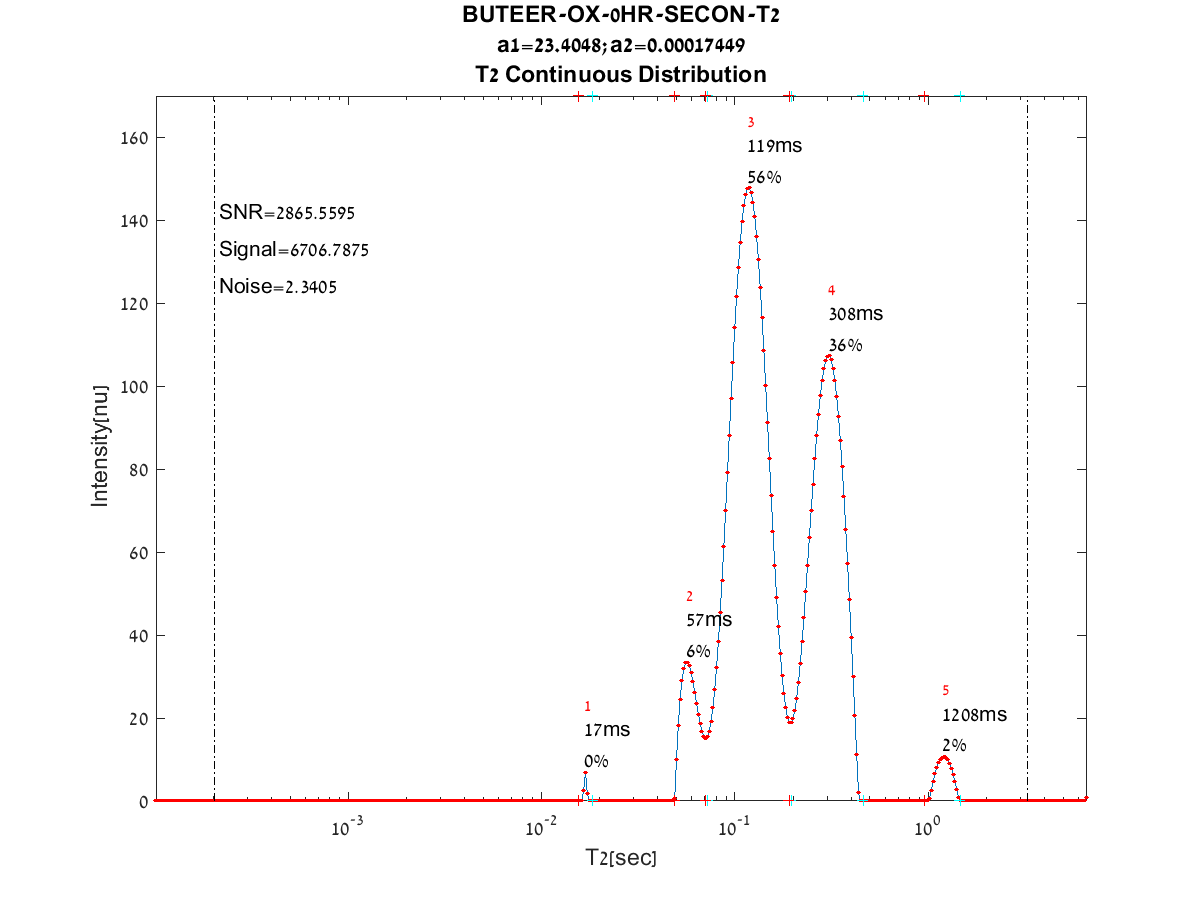 BUTEER-OX-0HR-SECON-T2
a1=23.4048; a2=0.00017449
T2 Continuous Distribution
SNR=2865.5595
Signal=6706.7875
Noise=2.3405
3
119ms
56%
4
308ms
36%
2
57ms
6%
1
17ms
0%
5
1208ms
2%
160
140
120
100
80
60
40
20
0
Intensity[nu]
10^-3
10^-2
10^-1
10^0
T2[sec]